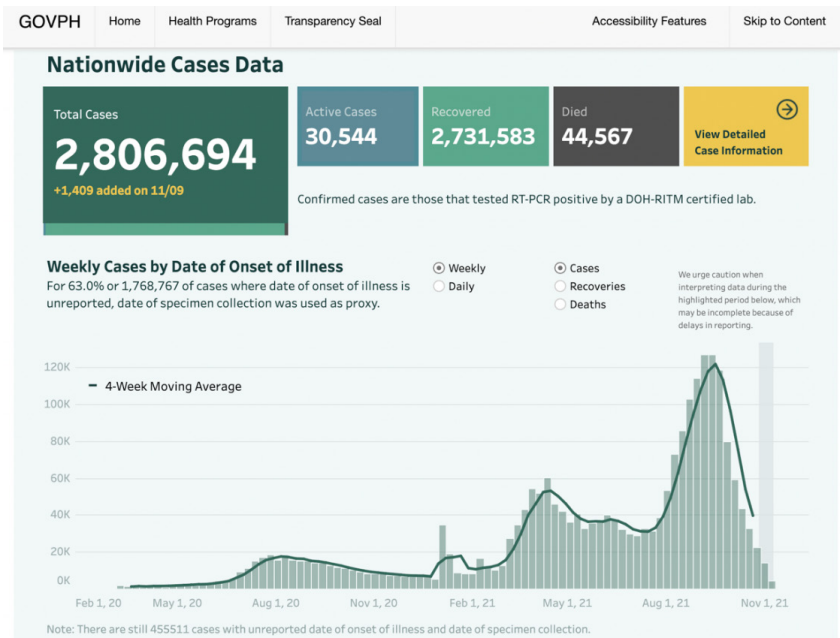 GOVPH Home Health Programs Transparency Seal Accessibility Features Skip to Content
Nationwide Cases Data
Total Cases
2,806,694
+1,409 added on 11/09
Active Cases
30,544
Recovered
2,731,583
Died
44,567
View Detailed
Case Information
Confirmed cases are those that tested RT-PCR positive by a DOH-RITM certified lab.
Weekly Cases by Date of Onset of Illness
For 63.0% or 1,768,767 of cases where date of onset of illness is
unreported, date of specimen collection was used as proxy.
Weekly
Daily
Cases
Recoveries
Deaths
We urge caution when
interpreting data during the
highlighted period below, which
may be incomplete because of
delays in reporting.
4-Week Moving Average
120K
100K
80K
60K
40K
20K
0K
Feb 1, 20 May 1, 20 Aug 1, 20 Nov 1, 20 Feb 1, 21 May 1, 21 Aug 1, 21 Nov 1, 21
Note: There are still 455511 cases with unreported date of onset of illness and date of specimen collection.